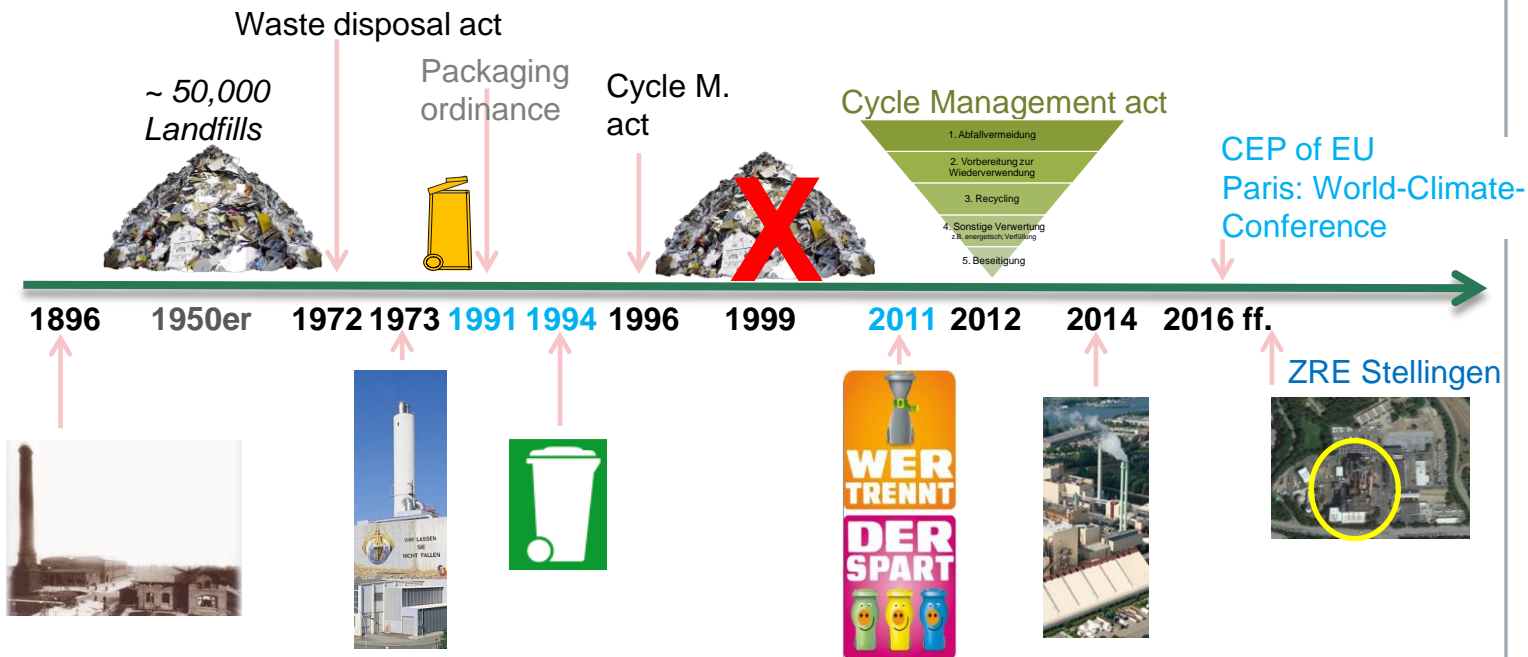 Waste disposal act
~ 50,000
Landfills
Packaging
ordinance
Cycle M.
act
X
Cycle Management act
1. Abfallvermeidung
2. Vorbereitung zur
Wiederverwendung
3. Recycling
4. Sonstige Verwertung
z.B. energetisch; Verfüllung
5. Beseitigung
CEP of EU
Paris: World-Climate-
Conference
1896 1950er 1972 1973 1991 1994 1996 1999 2011 2012 2014 2016 ff.
ZRE Stellingen
WIR LASSEN
SIE
NICHT FALLEN
WER
TRENNT
DER
SPART